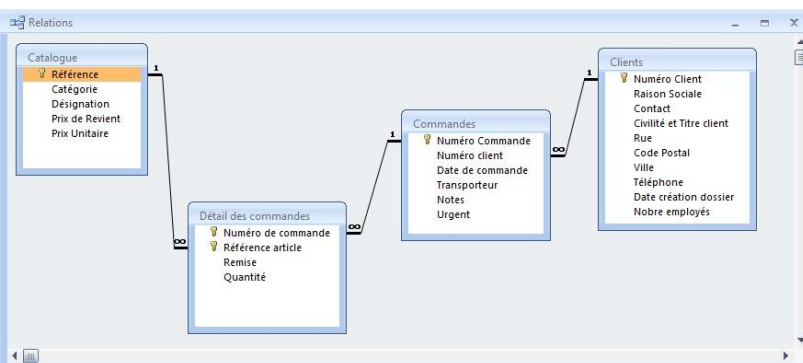 Relations
Catalogue
Référence
Catégorie
Désignation
Prix de Revient
Prix Unitaire
1
∞
Détail des commandes
Numéro de commande
Référence article
Remise
Quantité
∞
1
Commandes
Numéro Commande
Numéro client
Date de commande
Transporteur
Notes
Urgent
∞
1
Clients
Numéro Client
Raison Sociale
Contact
Civilité et Titre client
Rue
Code Postal
Ville
Téléphone
Date création dossier
Nobre employés